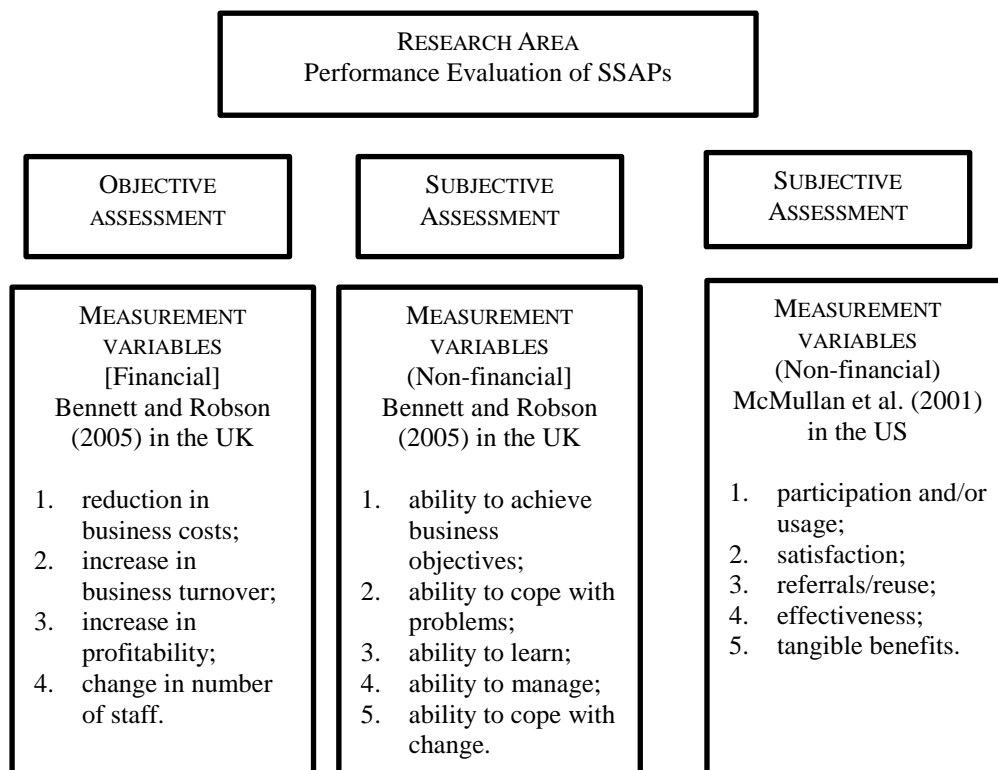 RESEARCH AREA
Performance Evaluation of SSAPs
OBJECTIVE
ASSESSMENT
SUBJECTIVE
ASSESSMENT
SUBJECTIVE
ASSESSMENT
MEASUREMENT
VARIABLES
[Financial]
Bennett and Robson
(2005) in the UK
1. reduction in
business costs;
2. increase in
business turnover;
3. increase in
profitability;
4. change in number
of staff.
MEASUREMENT
VARIABLES
(Non-financial]
Bennett and Robson
(2005) in the UK
1. ability to achieve
business
objectives;
2. ability to cope with
problems;
3. ability to learn;
4. ability to manage;
5. ability to cope with
change.
MEASUREMENT
VARIABLES
(Non-financial)
McMullan et al. (2001)
in the US
1. participation and/or
usage;
2. satisfaction;
3. referrals/reuse;
4. effectiveness;
5. tangible benefits.